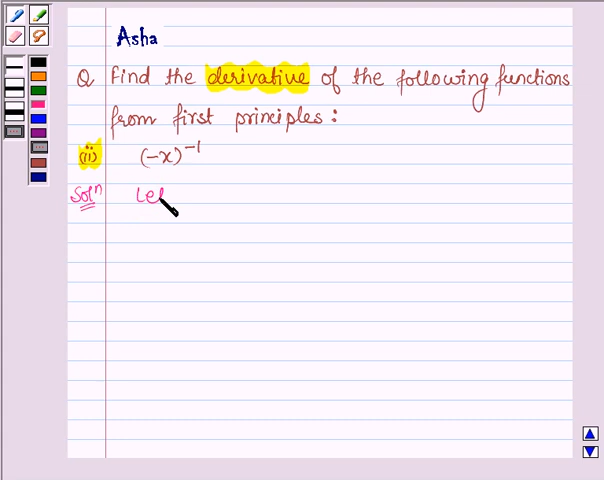 Asha
Q Find the derivative of the following functions
from first principles:
(ii) (-x)⁻¹
Solⁿ Let